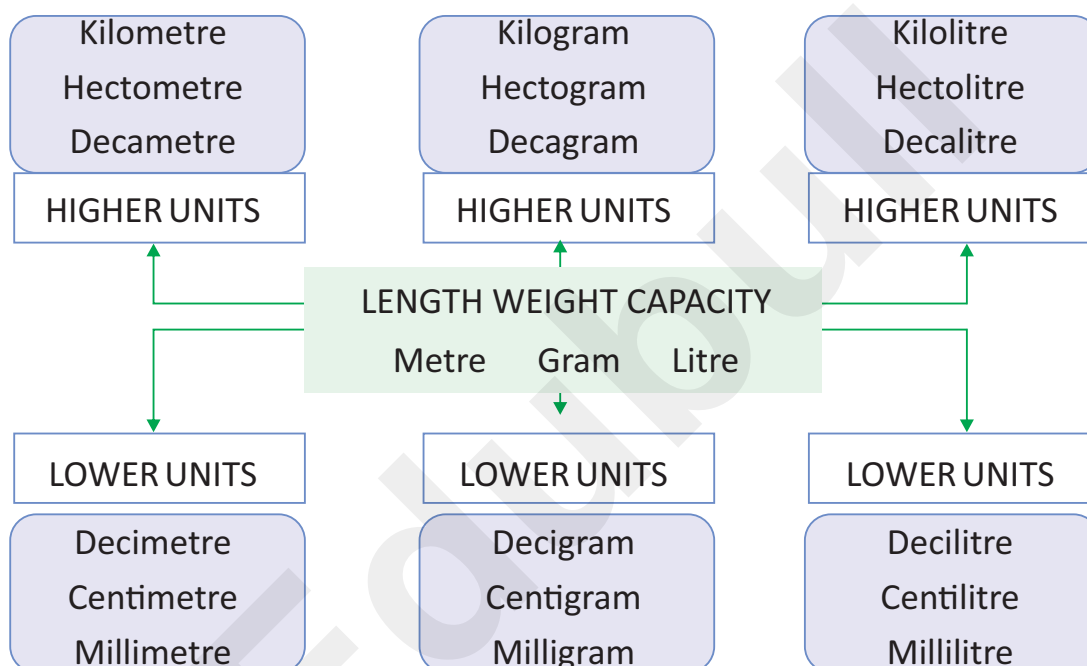 Kilometre
Hectometre
Decametre
HIGHER UNITS
Kilogram
Hectogram
Decagram
HIGHER UNITS
Kilolitre
Hectolitre
Decalitre
HIGHER UNITS
LENGTH WEIGHT CAPACITY
Metre Gram Litre
LOWER UNITS
Decimetre
Centimetre
Millimetre
LOWER UNITS
Decigram
Centigram
Milligram
LOWER UNITS
Decilitre
Centilitre
Millilitre
Edubull